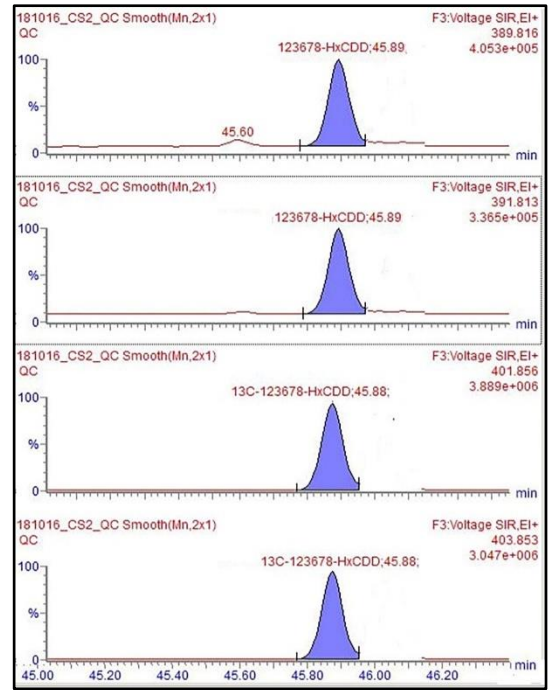 181016_CS2_QC Smooth(Mn,2x1) F3:Voltage SIR,EI+
QC 389.816
123678-HxCDD;45.89 4.053e+005
100
45.60
%
0 min
181016_CS2_QC Smooth(Mn,2x1) F3:Voltage SIR,EI+
QC 391.813
123678-HxCDD;45.89 3.365e+005
100
%
0 min
181016_CS2_QC Smooth(Mn,2x1) F3:Voltage SIR,EI+
QC 401.856
13C-123678-HxCDD;45.88; 3.889e+006
100
%
0 min
181016_CS2_QC Smooth(Mn,2x1) F3:Voltage SIR,EI+
QC 403.853
13C-123678-HxCDD;45.88; 3.047e+006
100
%
0 min
45.00 45.20 45.40 45.60 45.80 46.00 46.20